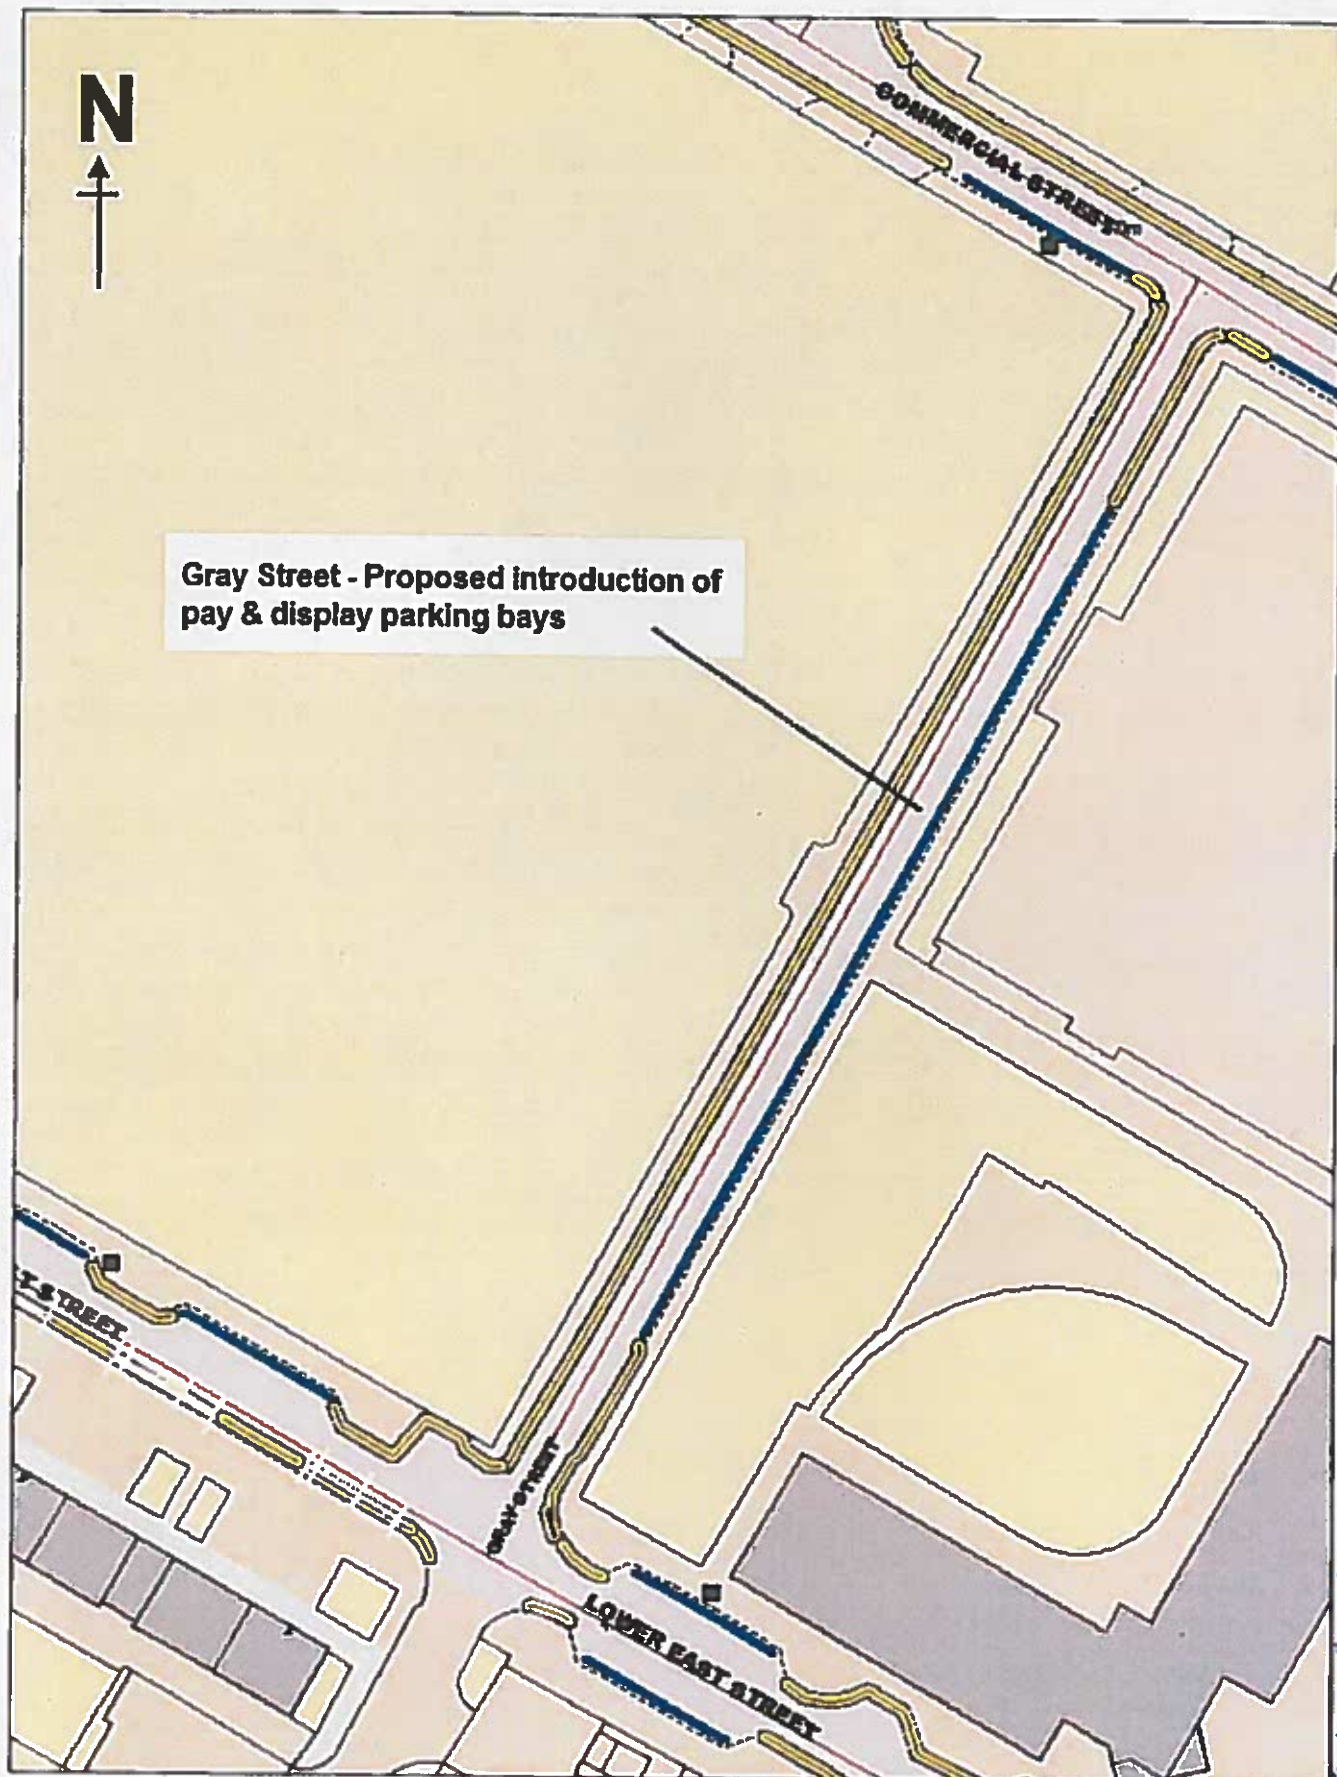 N
COMMERCIAL STREET
Gray Street - Proposed introduction of
pay & display parking bays
T STREET
GRAY STREET
LOWER EAST STREET